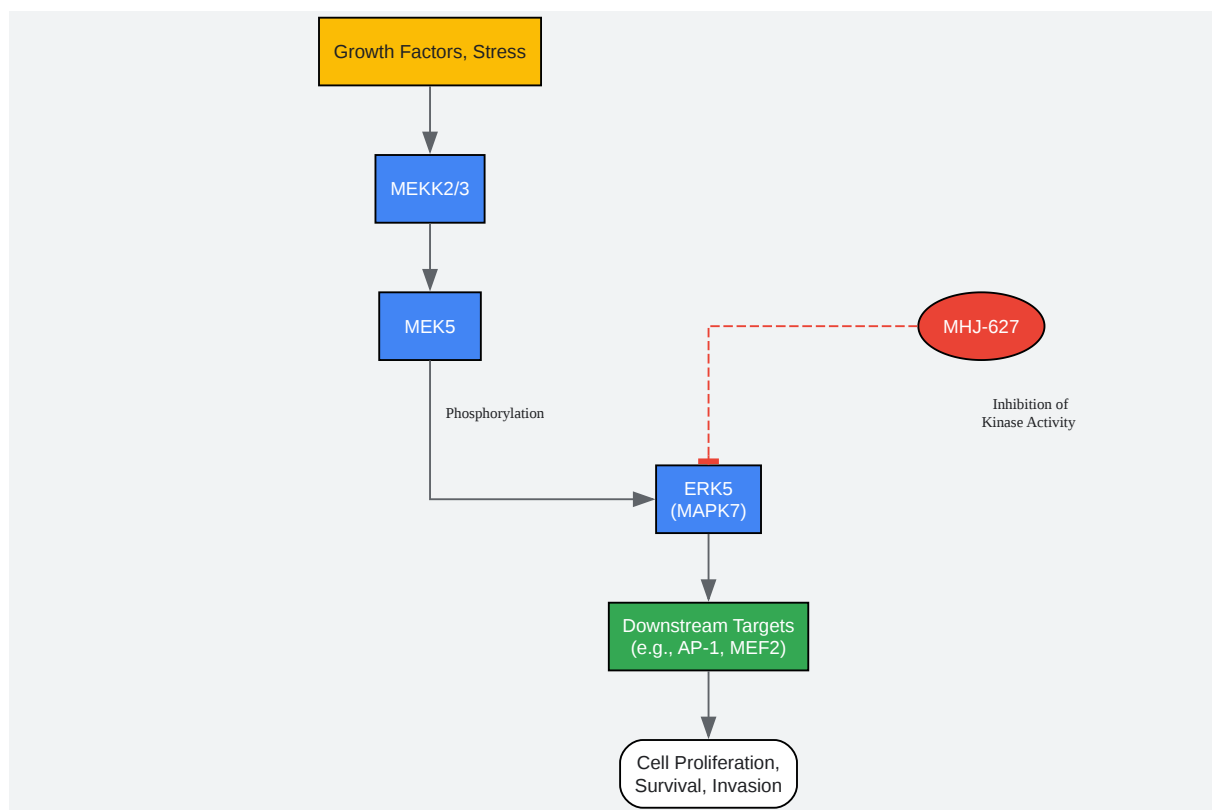 Growth Factors, Stress
MEKK2/3
MEK5
MHJ-627
Phosphorylation
Inhibition of
Kinase Activity
ERK5
(MAPK7)
Downstream Targets
(e.g., AP-1, MEF2)
Cell Proliferation,
Survival, Invasion